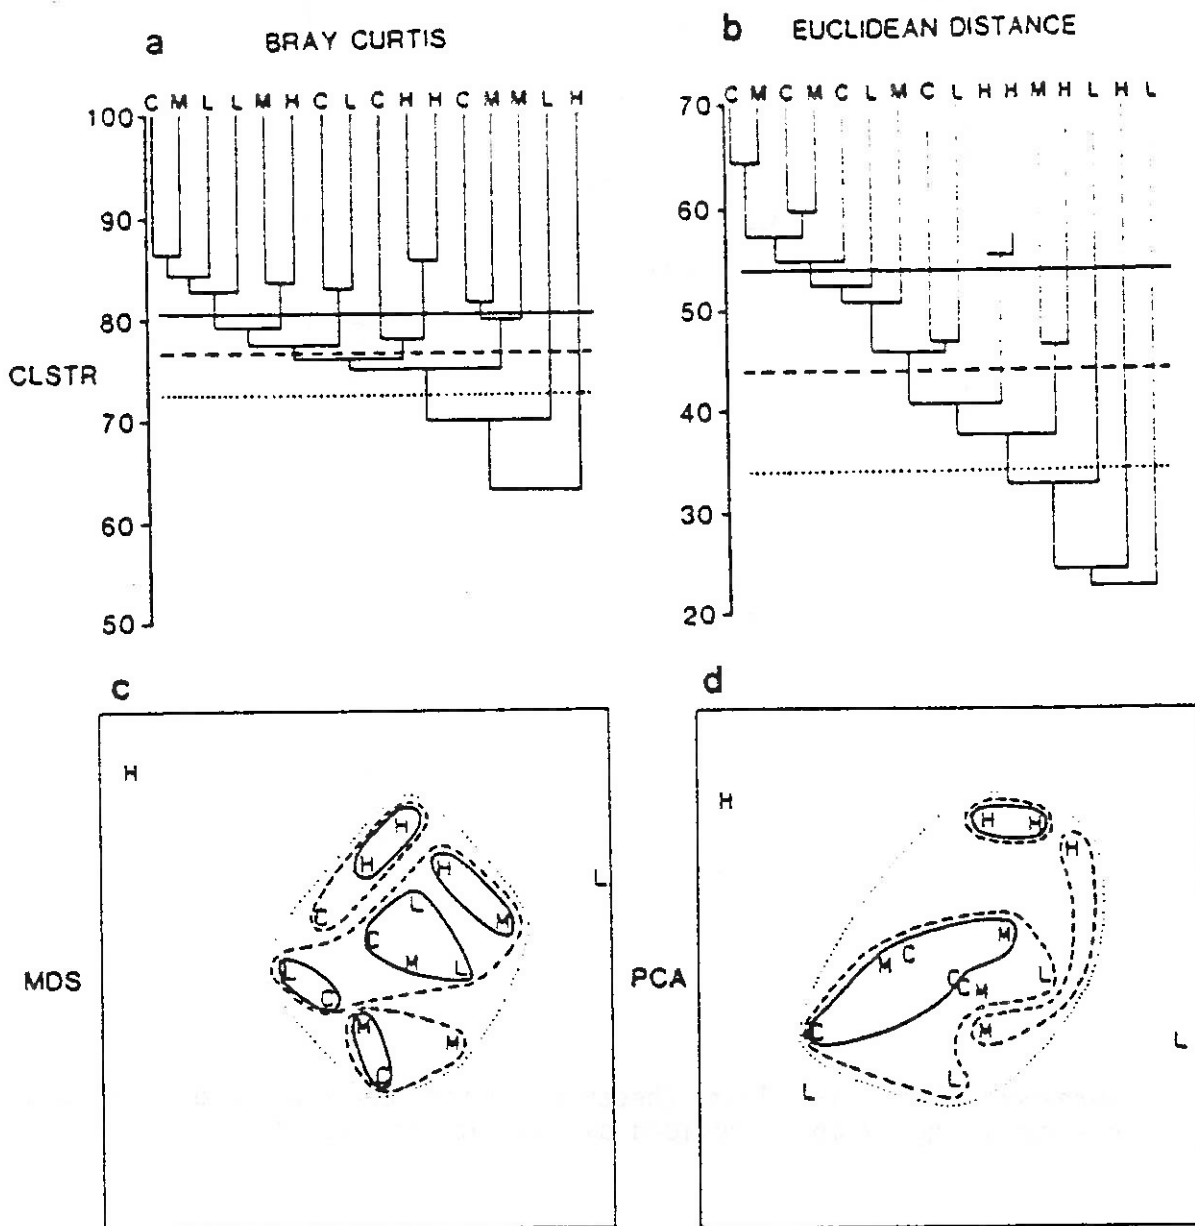 a BRAY CURTIS
C M L L M H C L C H H C M M L H
100
90
80
CLSTR
70
60
50
b EUCLIDEAN DISTANCE
C M C M C L M C L H H M H L H L
70
60
50
40
30
20
c
H
H
H
H
L
L
C
M
C
M
L
L
C
M
M
C
MDS
d
H
H
H
H
M
M
C
L
C
C
M
C
M
L
L
L
PCA